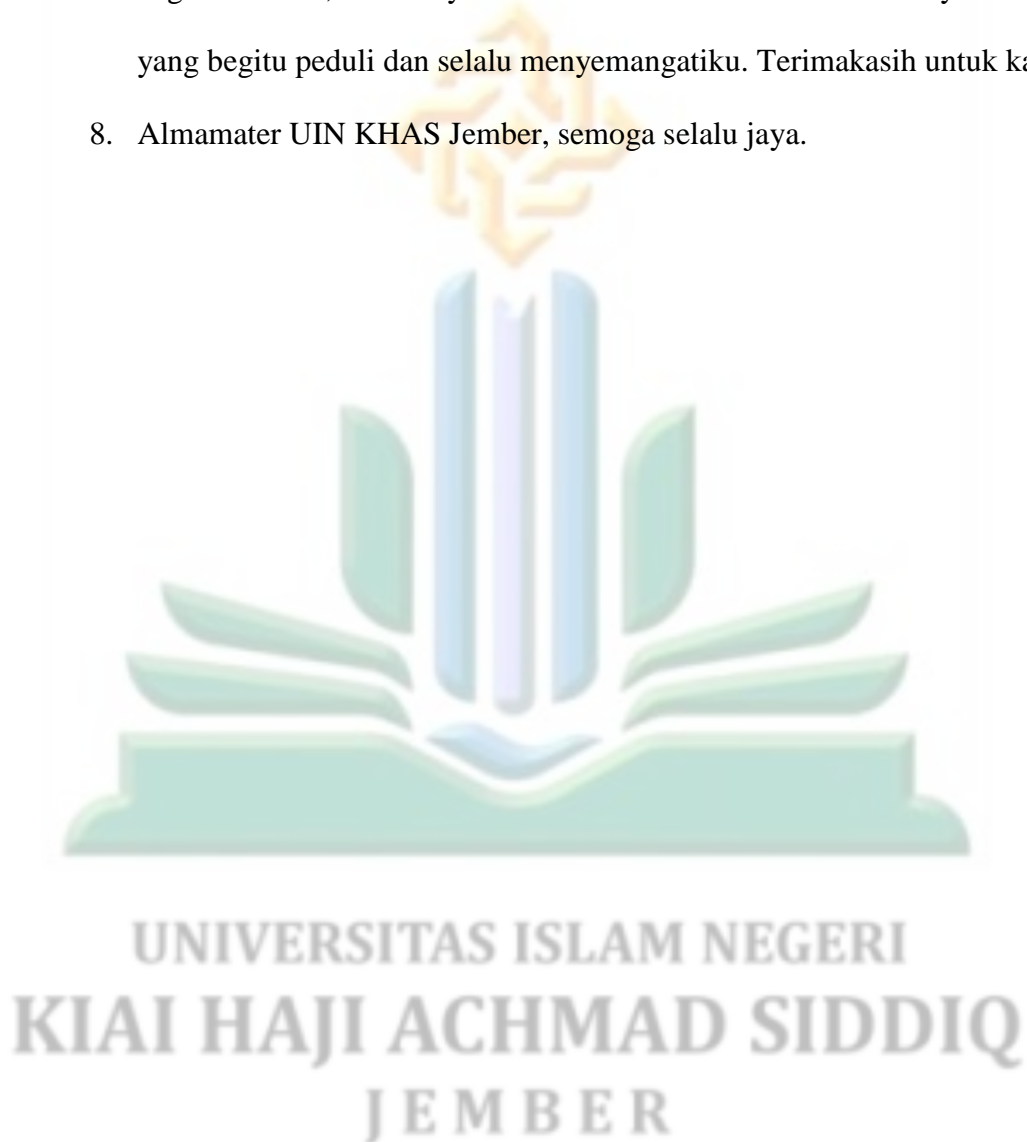 yang begitu peduli dan selalu menyemangatiku. Terimakasih untuk
8. Almamater UIN KHAS Jember, semoga selalu jaya.
UNIVERSITAS ISLAM NEGERI
KIAI HAJI ACHMAD SIDDIQ
JEMBER